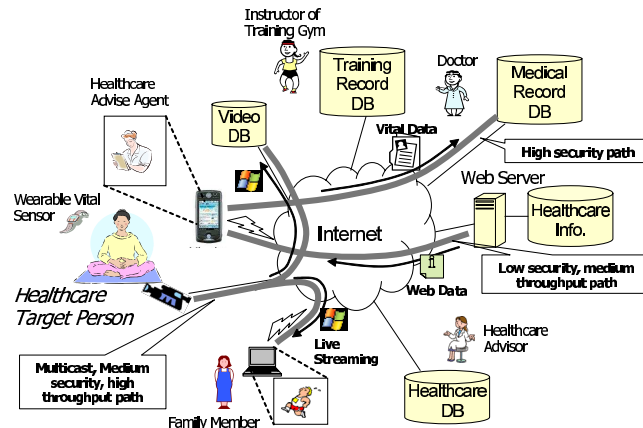 Instructor of
Training Gym
Healthcare
Advise Agent
Video
DB
Training
Record
DB
Doctor
Medical
Record
DB
Vital Data
High security path
Wearable Vital
Sensor
Internet
Web Server
Healthcare
Info.
Low security, medium
throughput path
Web Data
Healthcare
Target Person
Multicast, Medium
security, high
throughput path
Live
Streaming
Healthcare
Advisor
Family Member
Healthcare
DB